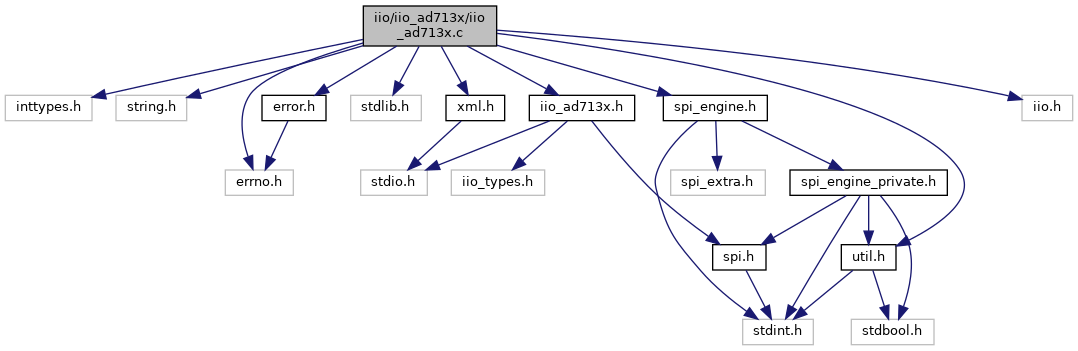 iio/iio_ad713x/iio
_ad713x.c
inttypes.h
string.h
error.h
stdlib.h
xml.h
iio_ad713x.h
spi_engine.h
iio.h
errno.h
stdio.h
iio_types.h
spi_extra.h
spi_engine_private.h
spi.h
util.h
stdint.h
stdbool.h